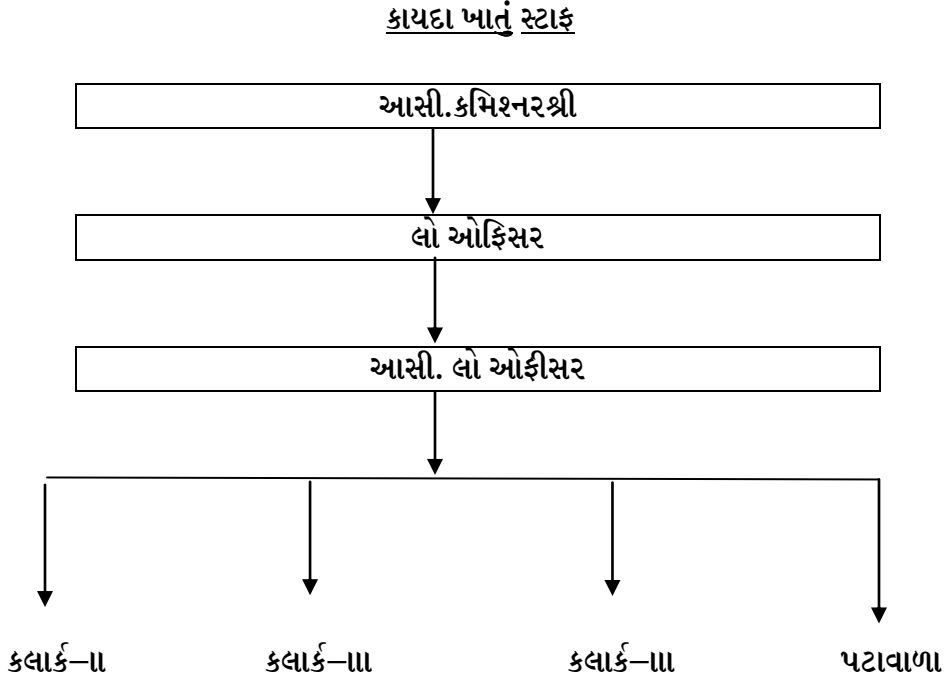 કાયદા ખાતું સ્ટાફ
આસી.કમિશ્નરશ્રી
લો ઓફિસર
આસી. લો ઓફીસર
કલાર્ક–II કલાર્ક–III કલાર્ક–III પટાવાળા